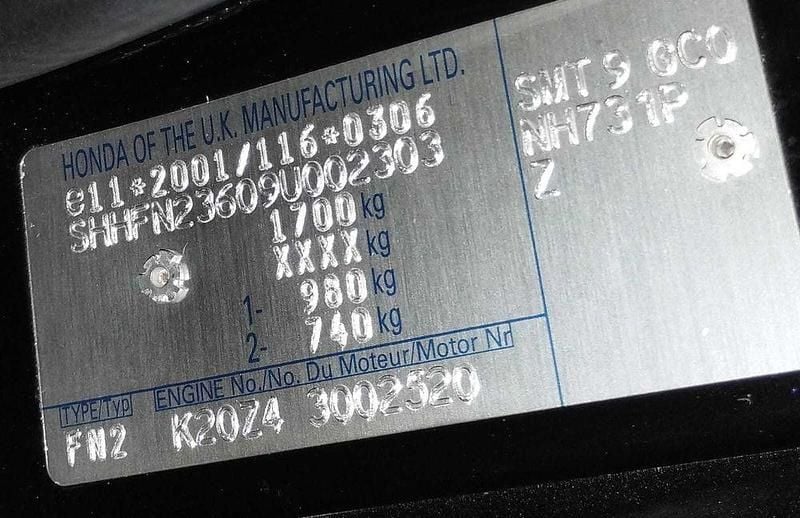 HONDA OF THE U.K. MANUFACTURING LTD.
e11*2001/116*0306
SHHFN23609U002303
1700 kg
XXXX kg
1- 980 kg
2- 740 kg
TYPE/Typ ENGINE No./No. Du Moteur/Motor Nr
FN2 K20Z4 3002520
SMT 9 GC0
NH731P
Z